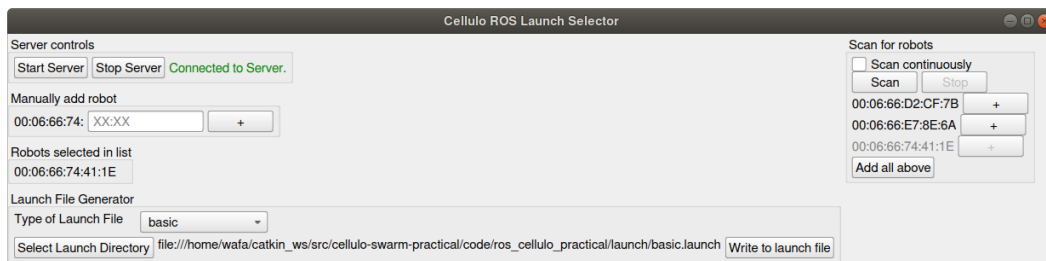 Cellulo ROS Launch Selector
Server controls
Start Server Stop Server Connected to Server.
Manually add robot
00:06:66:74: XX:XX +
Robots selected in list
00:06:66:74:41:1E
Launch File Generator
Type of Launch File basic
Select Launch Directory file:///home/wafa/catkin_ws/src/cellulo-swarm-practical/code/ros_cellulo_practical/launch/basic.launch Write to launch file
Scan for robots
Scan continuously
Scan Stop
00:06:66:D2:CF:7B +
00:06:66:E7:8E:6A +
00:06:66:74:41:1E +
Add all above